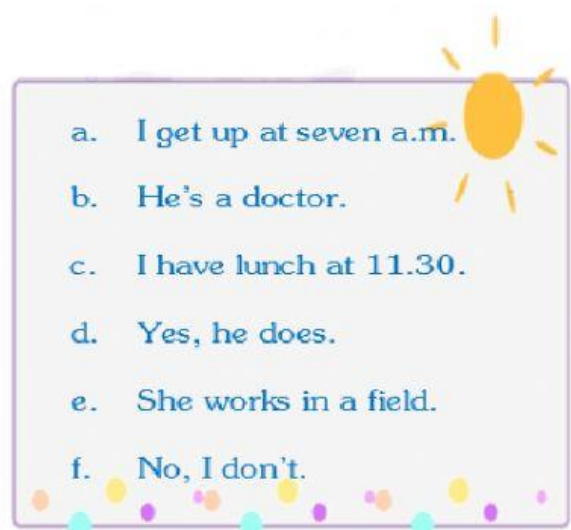 a. I get up at seven a.m.
b. He's a doctor.
c. I have lunch at 11.30.
d. Yes, he does.
e. She works in a field.
f. No, I don't.